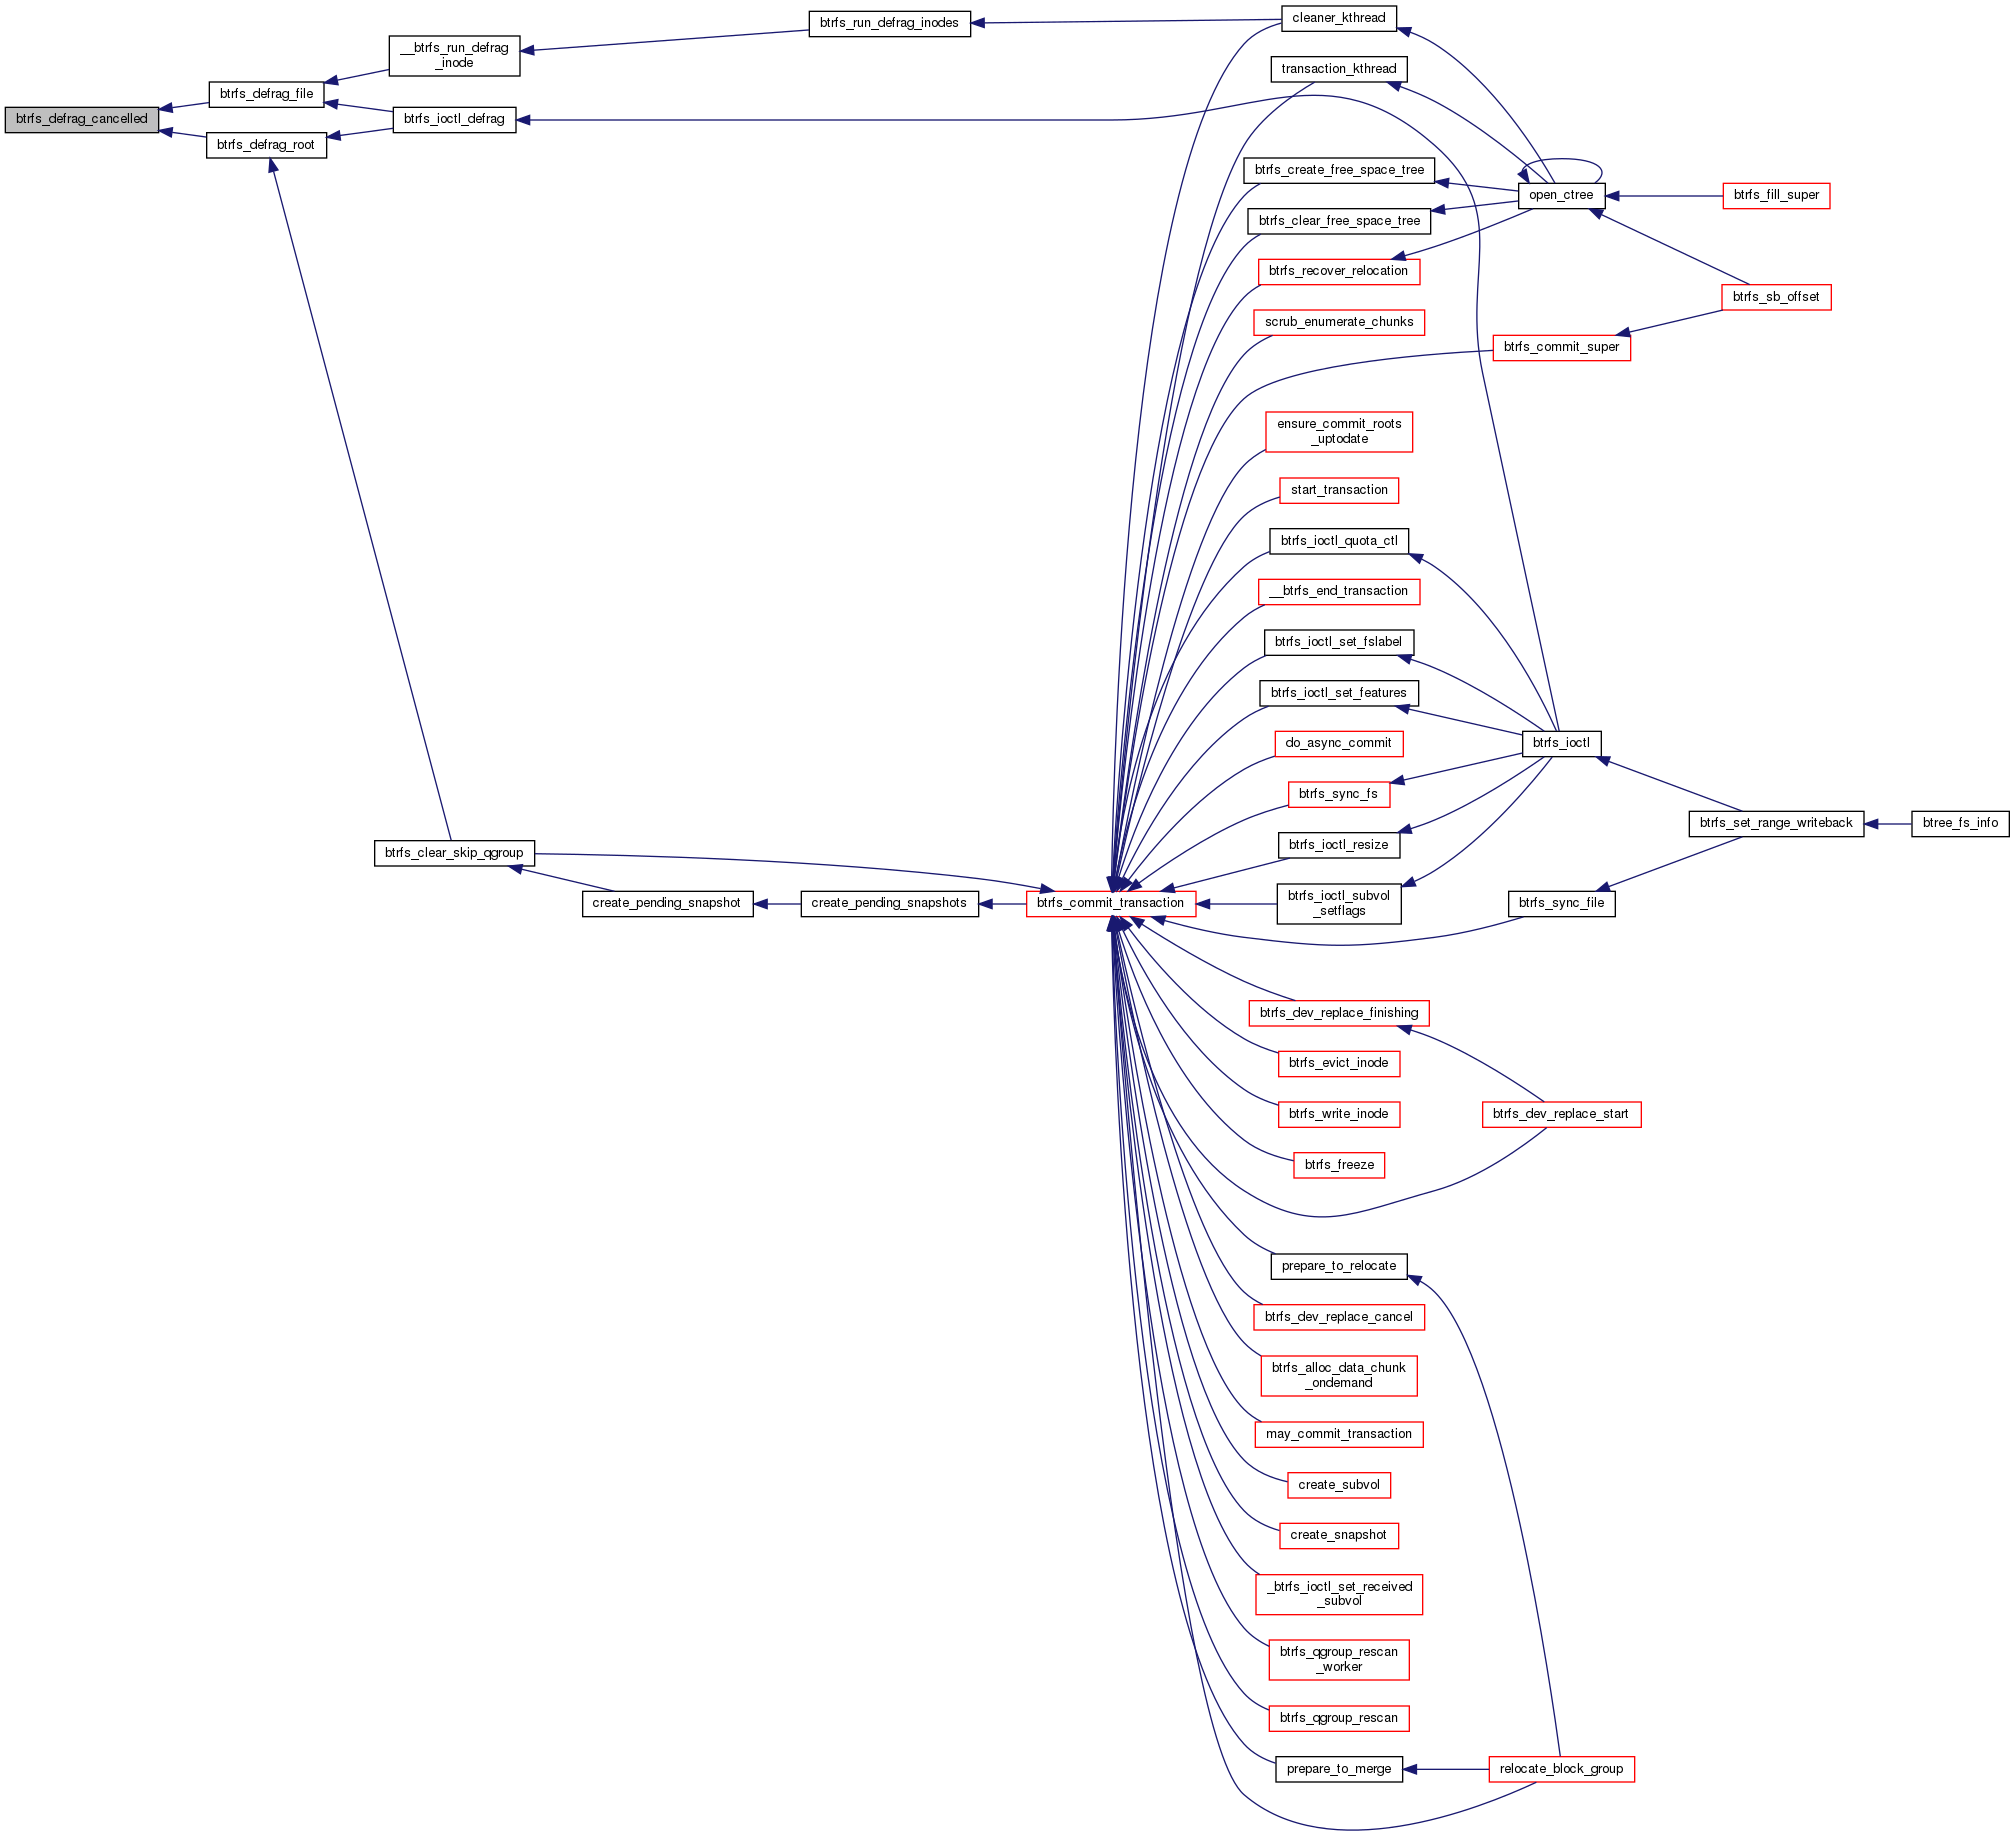 btrfs_defrag_cancelled
btrfs_defrag_file
btrfs_defrag_root
__btrfs_run_defrag
_inode
btrfs_ioctl_defrag
btrfs_run_defrag_inodes
btrfs_clear_skip_qgroup
create_pending_snapshot
create_pending_snapshots
btrfs_commit_transaction
cleaner_kthread
transaction_kthread
btrfs_create_free_space_tree
btrfs_clear_free_space_tree
btrfs_recover_relocation
scrub_enumerate_chunks
ensure_commit_roots
_uptodate
start_transaction
btrfs_ioctl_quota_ctl
__btrfs_end_transaction
btrfs_ioctl_set_fslabel
btrfs_ioctl_set_features
do_async_commit
btrfs_sync_fs
btrfs_ioctl_resize
btrfs_ioctl_subvol
_setflags
btrfs_dev_replace_finishing
btrfs_evict_inode
btrfs_write_inode
btrfs_freeze
prepare_to_relocate
btrfs_dev_replace_cancel
btrfs_alloc_data_chunk
_ondemand
may_commit_transaction
create_subvol
create_snapshot
_btrfs_ioctl_set_received
_subvol
btrfs_qgroup_rescan
_worker
btrfs_qgroup_rescan
prepare_to_merge
open_ctree
btrfs_commit_super
btrfs_ioctl
btrfs_sync_file
btrfs_dev_replace_start
relocate_block_group
btrfs_fill_super
btrfs_sb_offset
btrfs_set_range_writeback
btree_fs_info